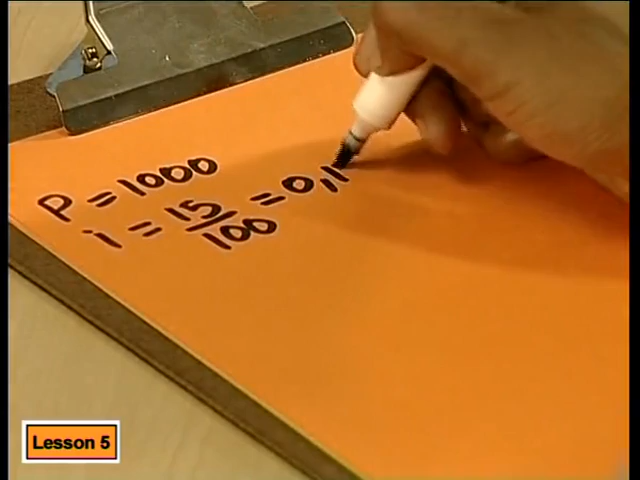 P = 1000
i = 15/100 = 0,1
Lesson 5